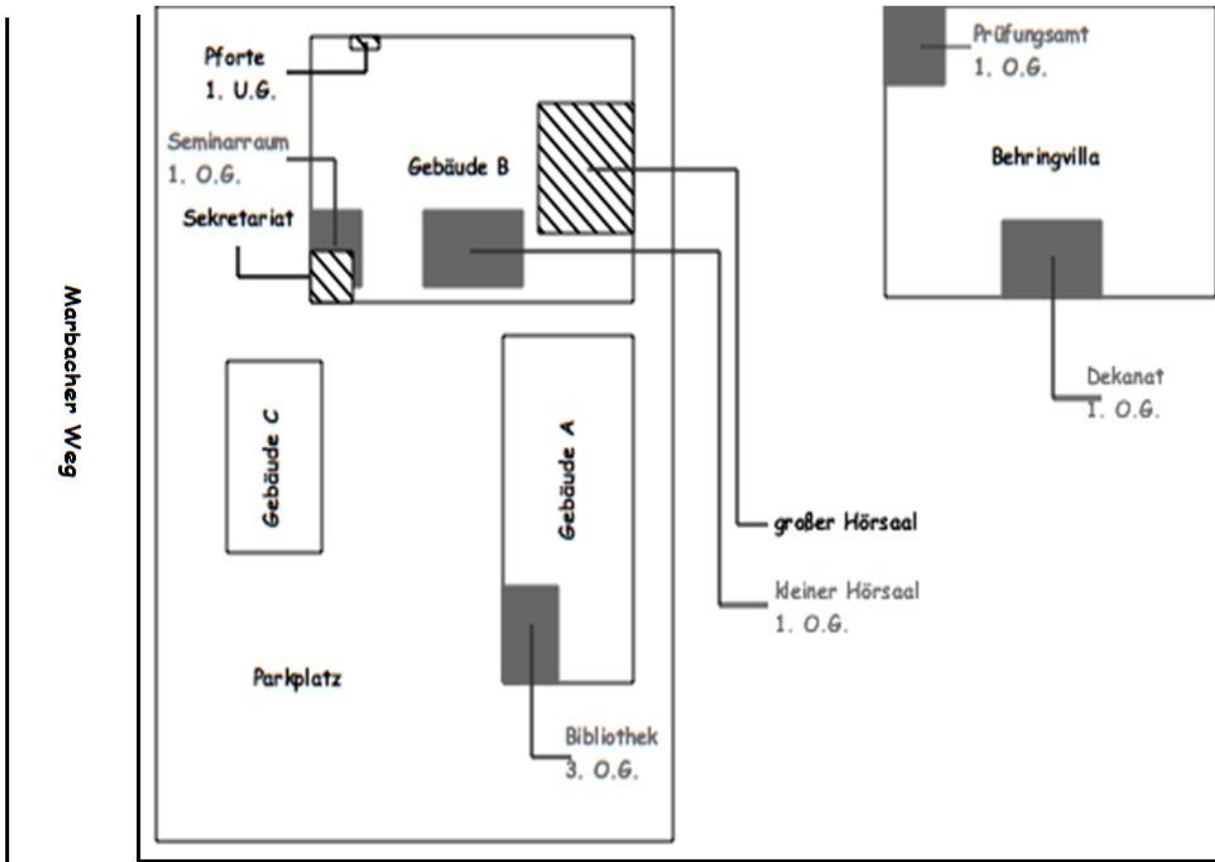 Pforte
1. U.G.
Seminarraum
1. O.G.
Sekretariat
Gebäude B
Prüfungsamt
1. O.G.
Behringvilla
Dekanat
1. O.G.
Marbacher Weg
Gebäude C
Gebäude A
großer Hörsaal
kleiner Hörsaal
1. O.G.
Parkplatz
Bibliothek
3. O.G.